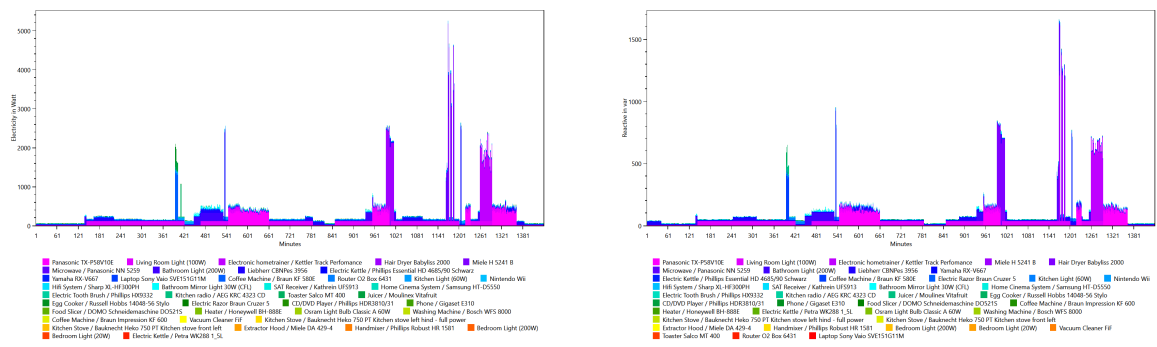 Electricity in Watt
5000
4000
3000
2000
1000
0
1 61 121 181 241 301 361 421 481 541 601 661 721 781 841 901 961 1021 1081 1141 1201 1261 1321 1381
Minutes
Panasonic TX-P58V10E Living Room Light (100W) Electronic hometrainer / Kettler Track Perfomance Hair Dryer Babyliss 2000 Miele H 5241 B
Microwave / Panasonic NN 5259 Bathroom Light (200W) Liebherr CBNPes 3956 Electric Kettle / Phillips Essential HD 4685/90 Schwarz
Yamaha RX-V667 Laptop Sony Vaio SVE151G11M Coffee Machine / Braun KF 580E Router O2 Box 6431 Kitchen Light (60W) Nintendo Wii
Hifi System / Sharp XL-HF300PH Bathroom Mirror Light 30W (CFL) SAT Receiver / Kathrein UFS913 Home Cinema System / Samsung HT-D5550
Electric Tooth Brush / Phillips HX9332 Kitchen radio / AEG KRC 4323 CD Toaster Salco MT 400 Juicer / Moulinex Vitafruit
Egg Cooker / Russell Hobbs 14048-56 Stylo Electric Razor Braun Cruzer 5 CD/DVD Player / Phillips HDR3810/31 Phone / Gigaset E310
Food Slicer / DOMO Schneidemaschine DO521S Heater / Honeywell BH-888E Osram Light Bulb Classic A 60W Washing Machine / Bosch WFS 8000
Coffee Machine / Braun Impression KF 600 Vacuum Cleaner FiF Kitchen Stove / Bauknecht Heko 750 PT Kitchen stove left hind - full power
Kitchen Stove / Bauknecht Heko 750 PT Kitchen stove front left Extractor Hood / Miele DA 429-4 Handmixer / Phillips Robust HR 1581 Bedroom Light (200W)
Bedroom Light (20W) Electric Kettle / Petra WK288 1_5L
Reactive in var
1500
1000
500
0
1 61 121 181 241 301 361 421 481 541 601 661 721 781 841 901 961 1021 1081 1141 1201 1261 1321 1381
Minutes
Panasonic TX-P58V10E Living Room Light (100W) Electronic hometrainer / Kettler Track Perfomance Miele H 5241 B Hair Dryer Babyliss 2000
Microwave / Panasonic NN 5259 Bathroom Light (200W) Liebherr CBNPes 3956 Yamaha RX-V667
Electric Kettle / Phillips Essential HD 4685/90 Schwarz Coffee Machine / Braun KF 580E Electric Razor Braun Cruzer 5 Kitchen Light (60W) Nintendo Wii
Hifi System / Sharp XL-HF300PH SAT Receiver / Kathrein UFS913 Bathroom Mirror Light 30W (CFL) Home Cinema System / Samsung HT-D5550
Electric Tooth Brush / Phillips HX9332 Kitchen radio / AEG KRC 4323 CD Juicer / Moulinex Vitafruit Egg Cooker / Russell Hobbs 14048-56 Stylo
CD/DVD Player / Phillips HDR3810/31 Phone / Gigaset E310 Food Slicer / DOMO Schneidemaschine DO521S Coffee Machine / Braun Impression KF 600
Heater / Honeywell BH-888E Electric Kettle / Petra WK288 1_5L Osram Light Bulb Classic A 60W Washing Machine / Bosch WFS 8000
Kitchen Stove / Bauknecht Heko 750 PT Kitchen stove left hind - full power Kitchen Stove / Bauknecht Heko 750 PT Kitchen stove front left
Extractor Hood / Miele DA 429-4 Handmixer / Phillips Robust HR 1581 Bedroom Light (200W) Bedroom Light (20W) Vacuum Cleaner FiF
Toaster Salco MT 400 Router O2 Box 6431 Laptop Sony Vaio SVE151G11M